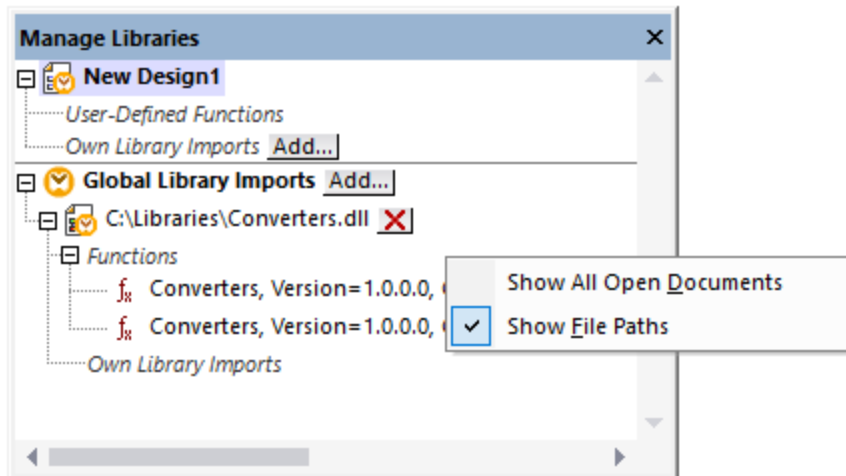 Manage Libraries
New Design1
User-Defined Functions
Own Library Imports Add...
Global Library Imports Add...
C:\Libraries\Converters.dll
Functions
Converters, Version=1.0.0.0,
Converters, Version=1.0.0.0,
Own Library Imports
Show All Open Documents
Show File Paths